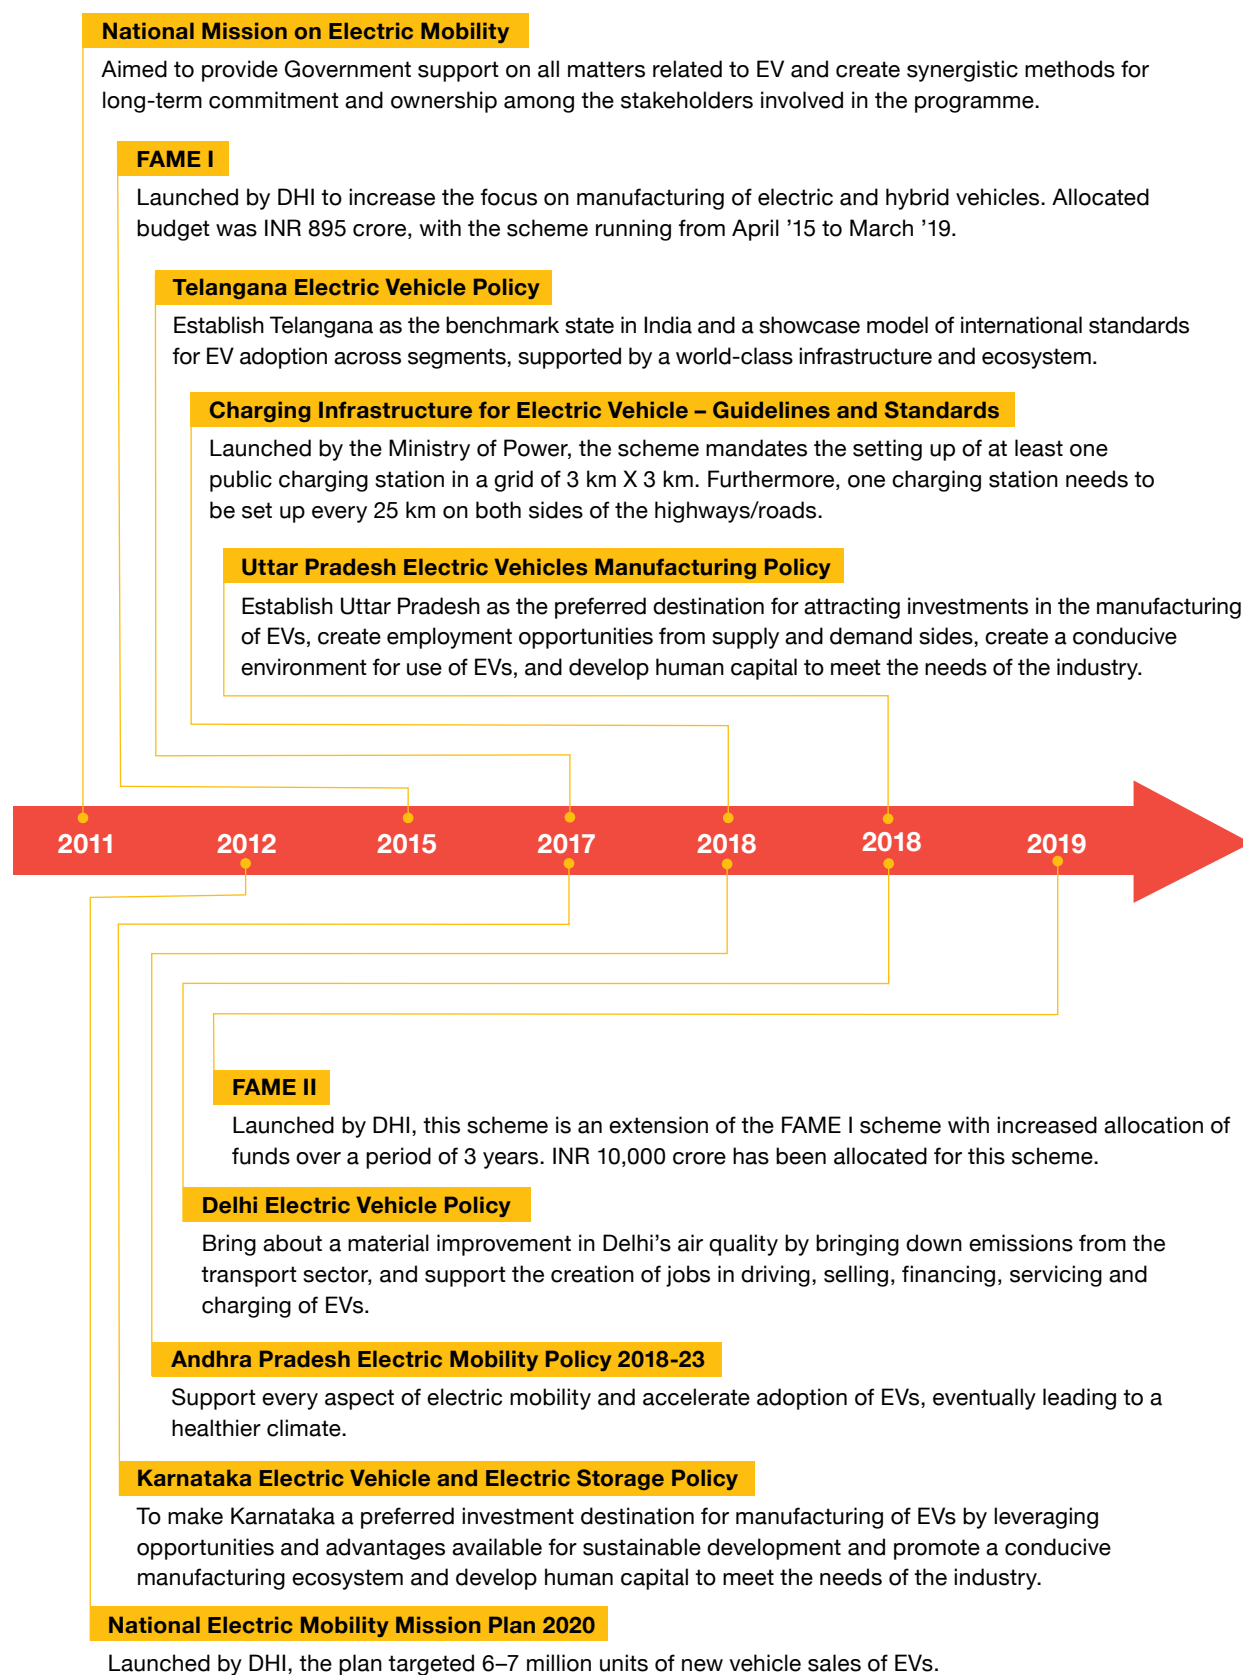 National Mission on Electric Mobility
Aimed to provide Government support on all matters related to EV and create synergistic methods for
long-term commitment and ownership among the stakeholders involved in the programme.
FAME I
Launched by DHI to increase the focus on manufacturing of electric and hybrid vehicles. Allocated
budget was INR 895 crore, with the scheme running from April ’15 to March ’19.
Telangana Electric Vehicle Policy
Establish Telangana as the benchmark state in India and a showcase model of international standards
for EV adoption across segments, supported by a world-class infrastructure and ecosystem.
Charging Infrastructure for Electric Vehicle – Guidelines and Standards
Launched by the Ministry of Power, the scheme mandates the setting up of at least one
public charging station in a grid of 3 km X 3 km. Furthermore, one charging station needs to
be set up every 25 km on both sides of the highways/roads.
Uttar Pradesh Electric Vehicles Manufacturing Policy
Establish Uttar Pradesh as the preferred destination for attracting investments in the manufacturing
of EVs, create employment opportunities from supply and demand sides, create a conducive
environment for use of EVs, and develop human capital to meet the needs of the industry.
2011 2012 2015 2017 2018 2018 2019
FAME II
Launched by DHI, this scheme is an extension of the FAME I scheme with increased allocation of
funds over a period of 3 years. INR 10,000 crore has been allocated for this scheme.
Delhi Electric Vehicle Policy
Bring about a material improvement in Delhi’s air quality by bringing down emissions from the
transport sector, and support the creation of jobs in driving, selling, financing, servicing and
charging of EVs.
Andhra Pradesh Electric Mobility Policy 2018-23
Support every aspect of electric mobility and accelerate adoption of EVs, eventually leading to a
healthier climate.
Karnataka Electric Vehicle and Electric Storage Policy
To make Karnataka a preferred investment destination for manufacturing of EVs by leveraging
opportunities and advantages available for sustainable development and promote a conducive
manufacturing ecosystem and develop human capital to meet the needs of the industry.
National Electric Mobility Mission Plan 2020
Launched by DHI, the plan targeted 6–7 million units of new vehicle sales of EVs.